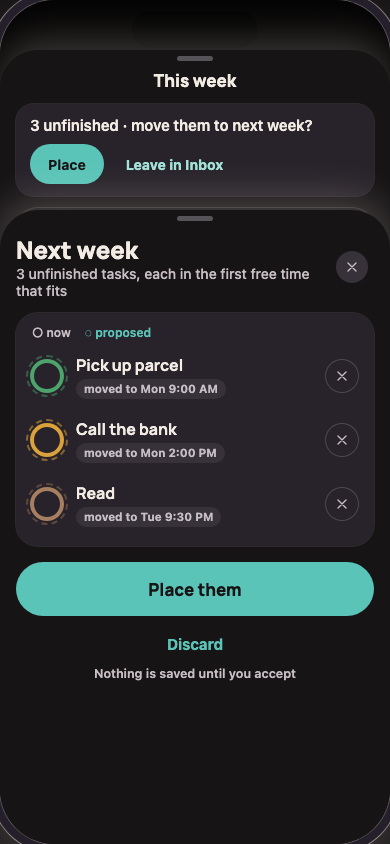 This week
3 unfinished · move them to next week?
Place
Leave in Inbox
Next week
3 unfinished tasks, each in the first free time
that fits
now
proposed
Pick up parcel
moved to Mon 9:00 AM
Call the bank
moved to Mon 2:00 PM
Read
moved to Tue 9:30 PM
Place them
Discard
Nothing is saved until you accept